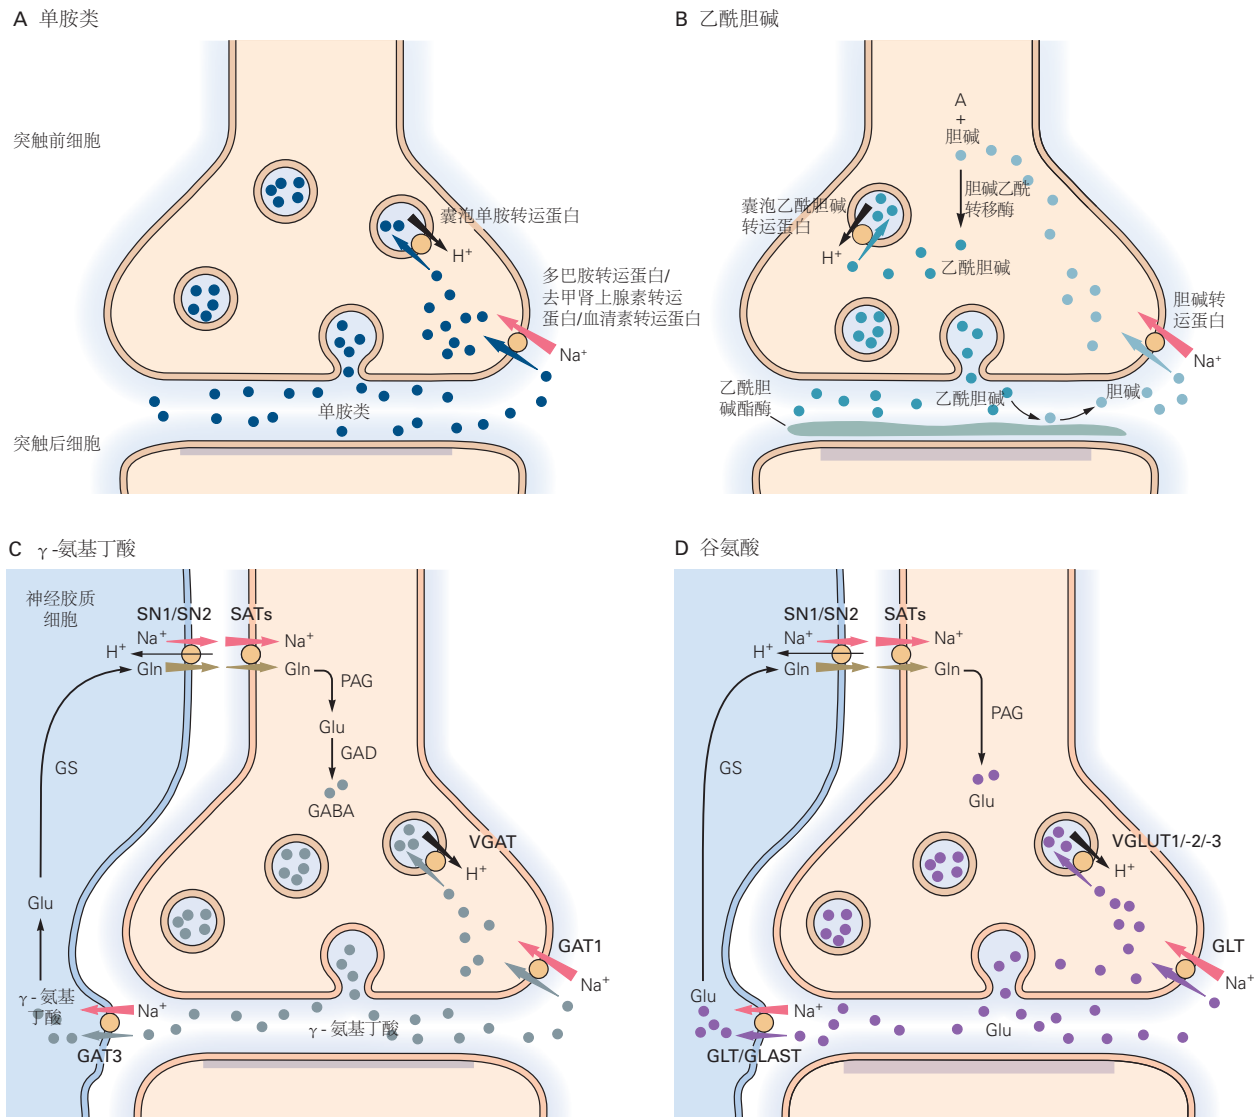 A 单胺类
突触前细胞
囊泡单胺转运蛋白
H⁺
多巴胺转运蛋白/
去甲肾上腺素转运
蛋白/血清素转运蛋白
Na⁺
单胺类
突触后细胞
B 乙酰胆碱
A
+
胆碱
胆碱乙酰
转移酶
囊泡乙酰胆碱
转运蛋白
H⁺
乙酰胆碱
胆碱转
运蛋白
Na⁺
乙酰胆
碱酯酶
乙酰胆碱
胆碱
C γ-氨基丁酸
神经胶质
细胞
SN1/SN2 SATs
Na⁺ Na⁺
H⁺
Gln Gln
PAG
Glu
GAD
GABA
GS
VGAT
H⁺
Glu
GAT1
Na⁺
γ-氨基
丁酸
Na⁺
γ-氨基丁酸
GAT3
D 谷氨酸
SN1/SN2 SATs
Na⁺ Na⁺
H⁺
Gln Gln
PAG
GS
Glu
VGLUT1/-2/-3
H⁺
GLT
Na⁺
Glu
Na⁺
Glu
GLT/GLAST